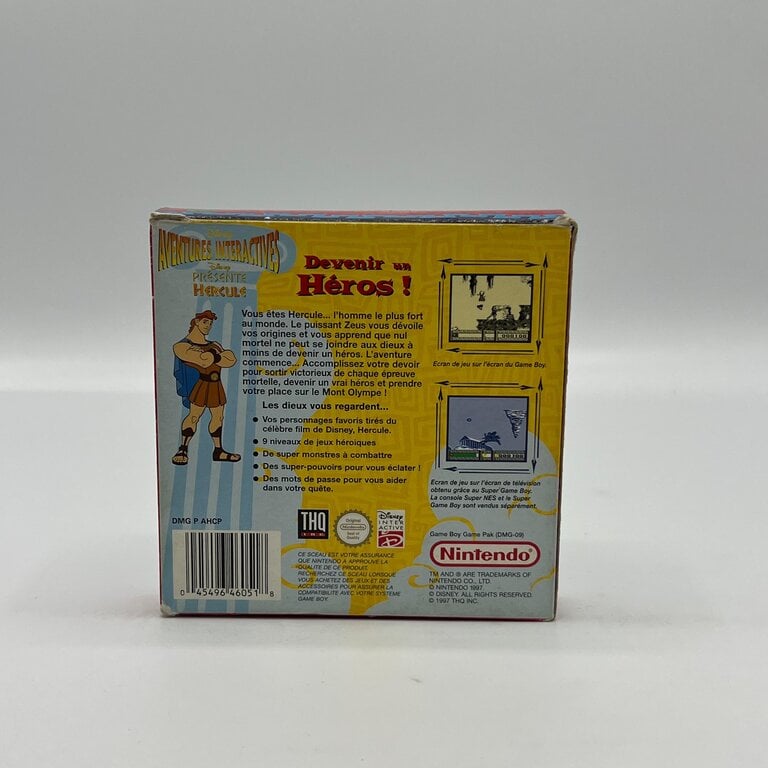 Disney
AVENTURES INTERACTIVES
Disney
PRÉSENTE
HERCULE
Devenir un
Héros !
Vous êtes Hercule... l'homme le plus fort
au monde. Le puissant Zeus vous dévoile
vos origines et vous apprend que nul
mortel ne peut se joindre aux dieux à
moins de devenir un héros. L'aventure
commence... Accomplissez votre devoir
pour sortir victorieux de chaque épreuve
mortelle, devenir un vrai héros et prendre
votre place sur le Mont Olympe !
Les dieux vous regardent...
• Vos personnages favoris tirés du
célèbre film de Disney, Hercule.
• 9 niveaux de jeux héroïques
• De super monstres à combattre
• Des super-pouvoirs pour vous éclater !
• Des mots de passe pour vous aider
dans votre quête.
Ecran de jeu sur l'écran du Game Boy.
Ecran de jeu sur l'écran de télévision
obtenu grâce au Super Game Boy.
La console Super NES et le Super
Game Boy sont vendus séparément.
DMG P AHCP
0 45496 46051 8
THQ
INC
Original
Nintendo
Seal of
Quality
Disney
INTER
ACTIVE
CE SCEAU EST VOTRE ASSURANCE
QUE NINTENDO A APPROUVE LA
QUALITE DE CE PRODUIT.
RECHERCHEZ CE SCEAU LORSQUE
VOUS ACHETEZ DES JEUX ET DES
ACCESSOIRES POUR ASSURER LA
COMPATIBILITE AVEC VOTRE SYSTEME
GAME BOY.
Game Boy Game Pak (DMG-09)
Nintendo®
TM AND ® ARE TRADEMARKS OF
NINTENDO CO., LTD.
© NINTENDO 1997
© DISNEY. ALL RIGHTS RESERVED.
© 1997 THQ INC.